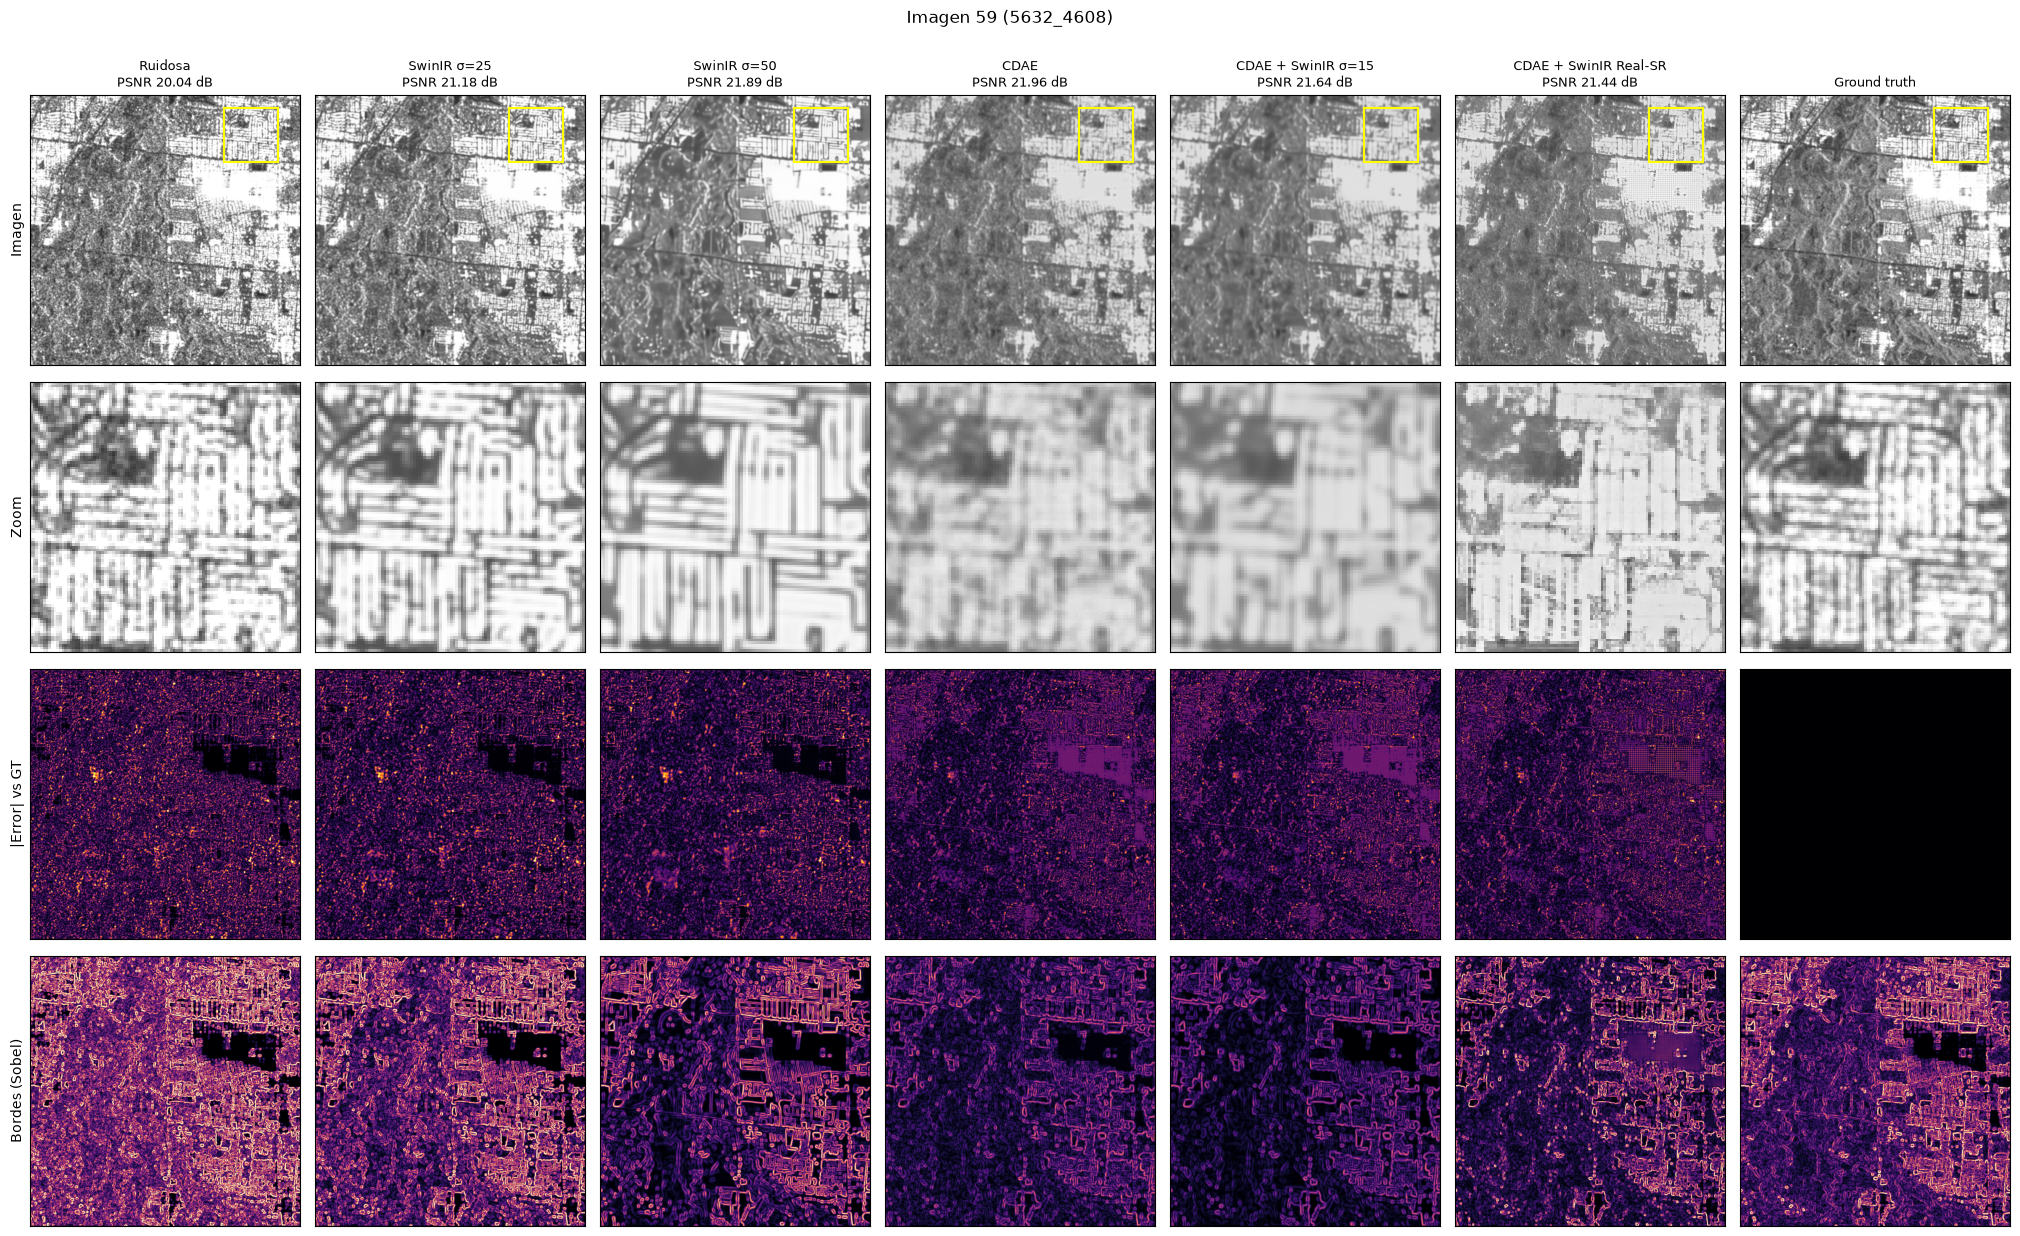 Imagen 59 (5632_4608)
Ruidosa
PSNR 20.04 dB
SwinIR σ=25
PSNR 21.18 dB
SwinIR σ=50
PSNR 21.89 dB
CDAE
PSNR 21.96 dB
CDAE + SwinIR σ=15
PSNR 21.64 dB
CDAE + SwinIR Real-SR
PSNR 21.44 dB
Ground truth
Imagen
Zoom
|Error| vs GT
Bordes (Sobel)